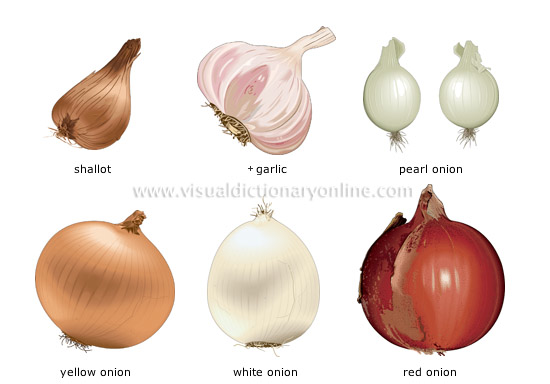 shallot
+garlic
pearl onion
www.visualdictionaryonline.com
yellow onion
white onion
red onion